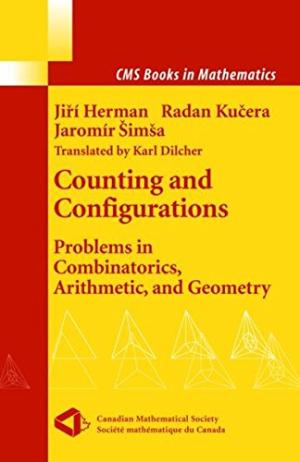 CMS Books in Mathematics
Jiří Herman Radan Kučera
Jaromír Šimša
Translated by Karl Dilcher
Counting and
Configurations
Problems in
Combinatorics,
Arithmetic, and Geometry
Canadian Mathematical Society
Société mathématique du Canada